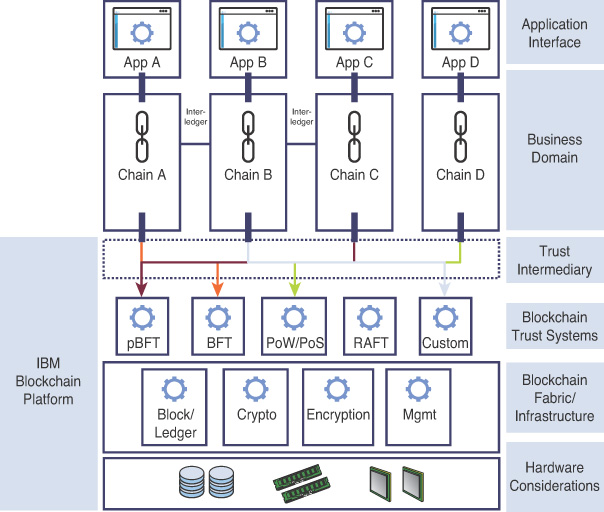 App A
App B
App C
App D
Application
Interface
Inter-
ledger
Inter-
ledger
Chain A
Chain B
Chain C
Chain D
Business
Domain
Trust
Intermediary
pBFT
BFT
PoW/PoS
RAFT
Custom
Blockchain
Trust Systems
IBM
Blockchain
Platform
Block/
Ledger
Crypto
Encryption
Mgmt
Blockchain
Fabric/
Infrastructure
Hardware
Considerations